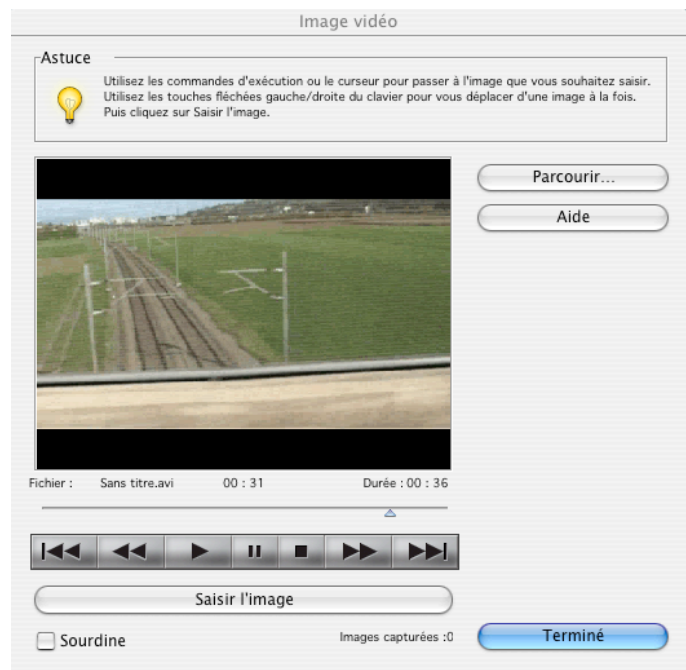 Image vidéo
Astuce
Utilisez les commandes d'exécution ou le curseur pour passer à l'image que vous souhaitez saisir.
Utilisez les touches fléchées gauche/droite du clavier pour vous déplacer d'une image à la fois.
Puis cliquez sur Saisir l'image.
Parcourir...
Aide
Fichier : Sans titre.avi 00 : 31 Durée : 00 : 36
Saisir l'image
Sourdine
Images capturées :0
Terminé